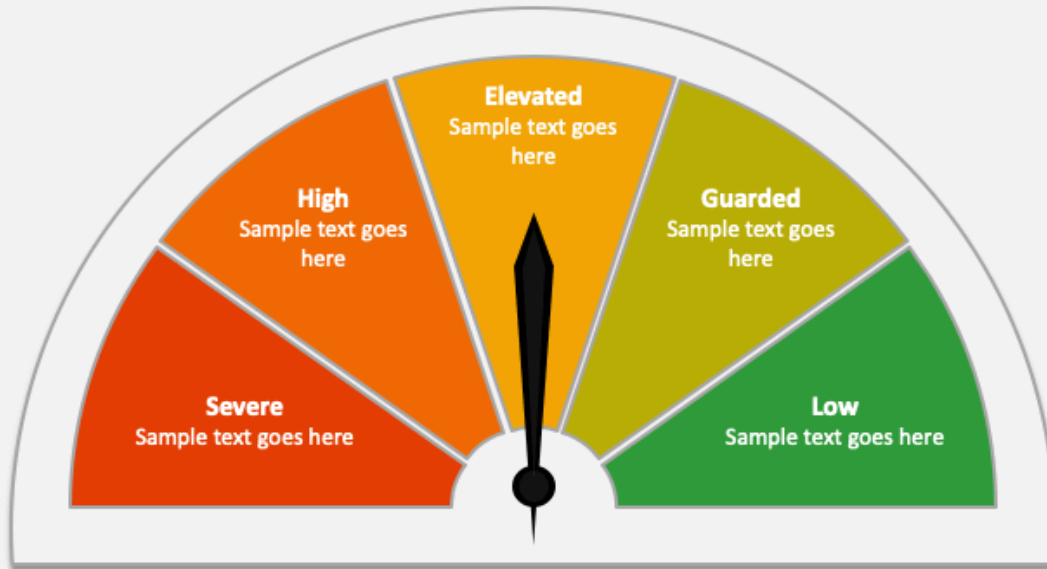 Elevated
Sample text goes
here
High
Sample text goes
here
Guarded
Sample text goes
here
Severe
Sample text goes here
Low
Sample text goes here